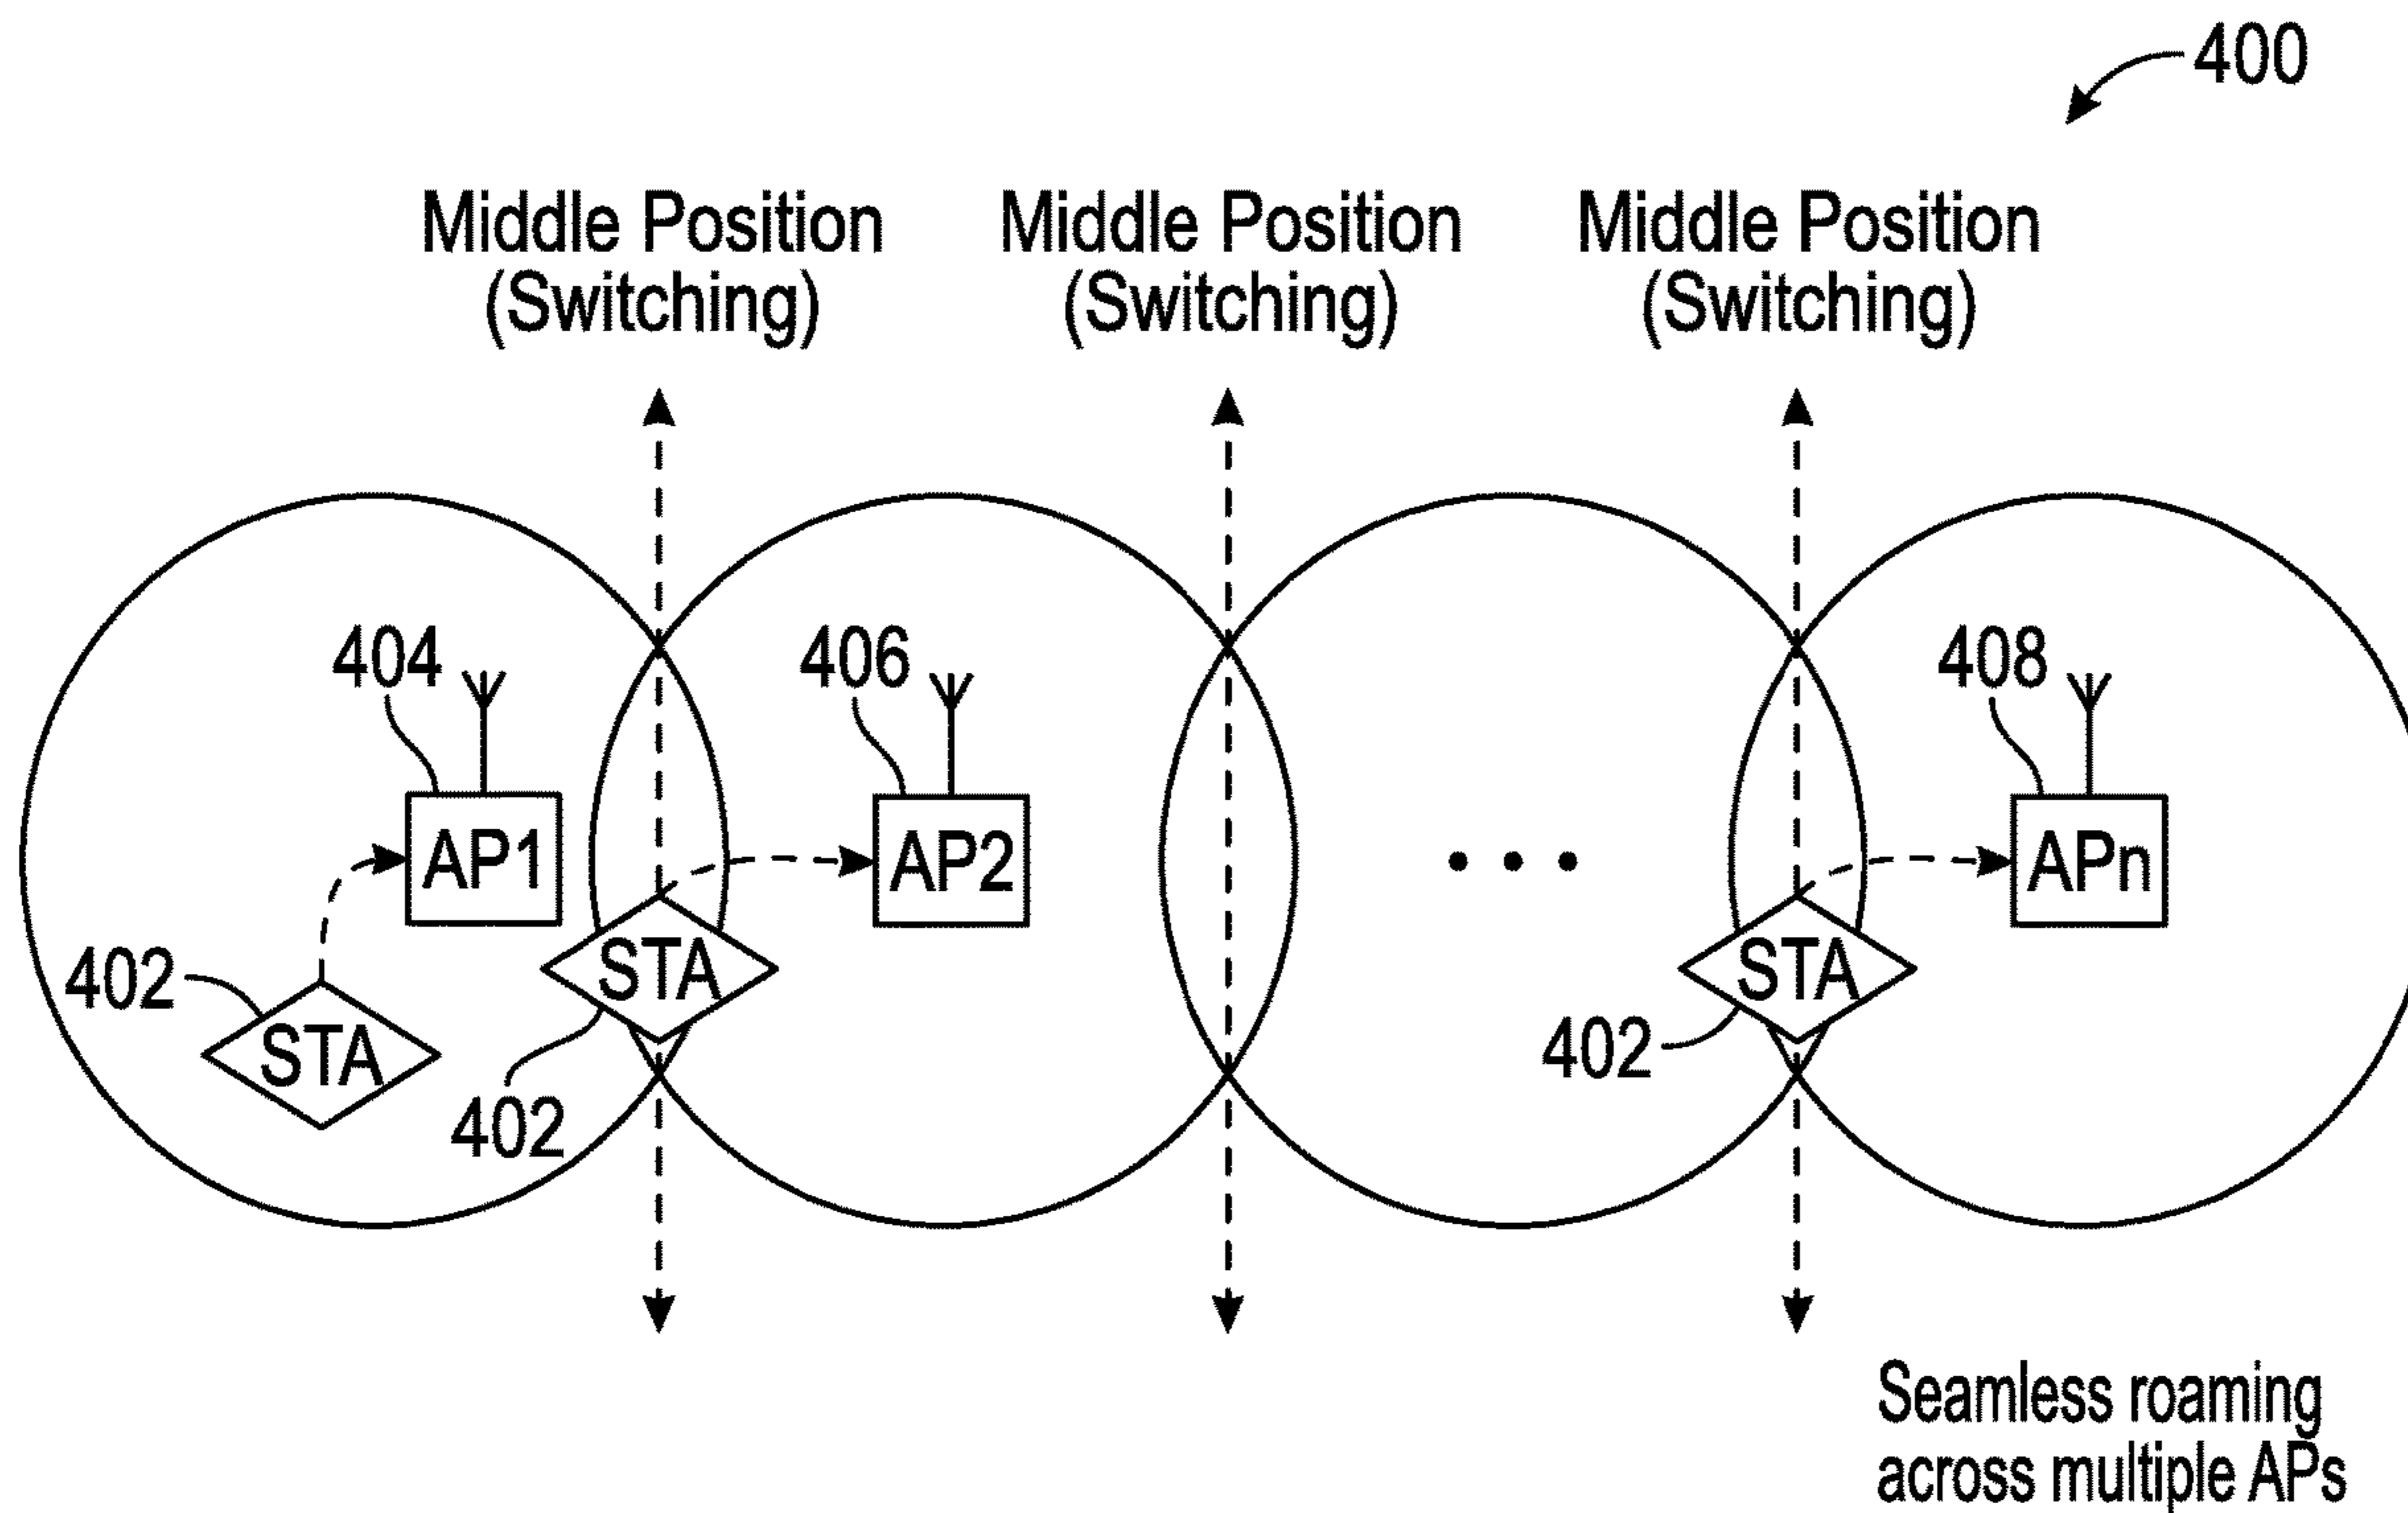 400
Middle Position
(Switching)
Middle Position
(Switching)
Middle Position
(Switching)
404
AP1
406
AP2
408
APn
402
STA
STA
402
STA
402
Seamless roaming
across multiple APs